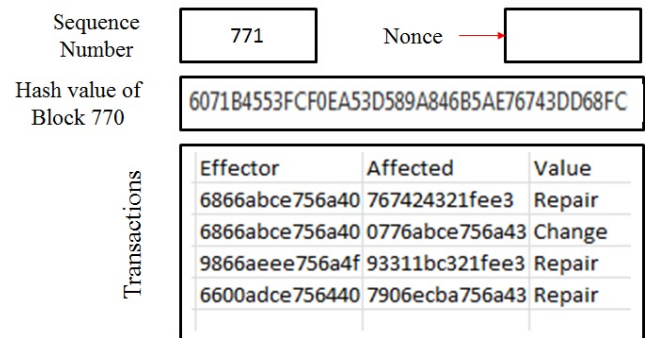 Sequence Number 771 Nonce
Hash value of Block 770 6071B4553FCF0EA53D589A846B5AE76743DD68FC
Transactions
Effector Affected Value
6866abce756a40 767424321fee3 Repair
6866abce756a40 0776abce756a43 Change
9866aeee756a4f 93311bc321fee3 Repair
6600adce756440 7906ecba756a43 Repair